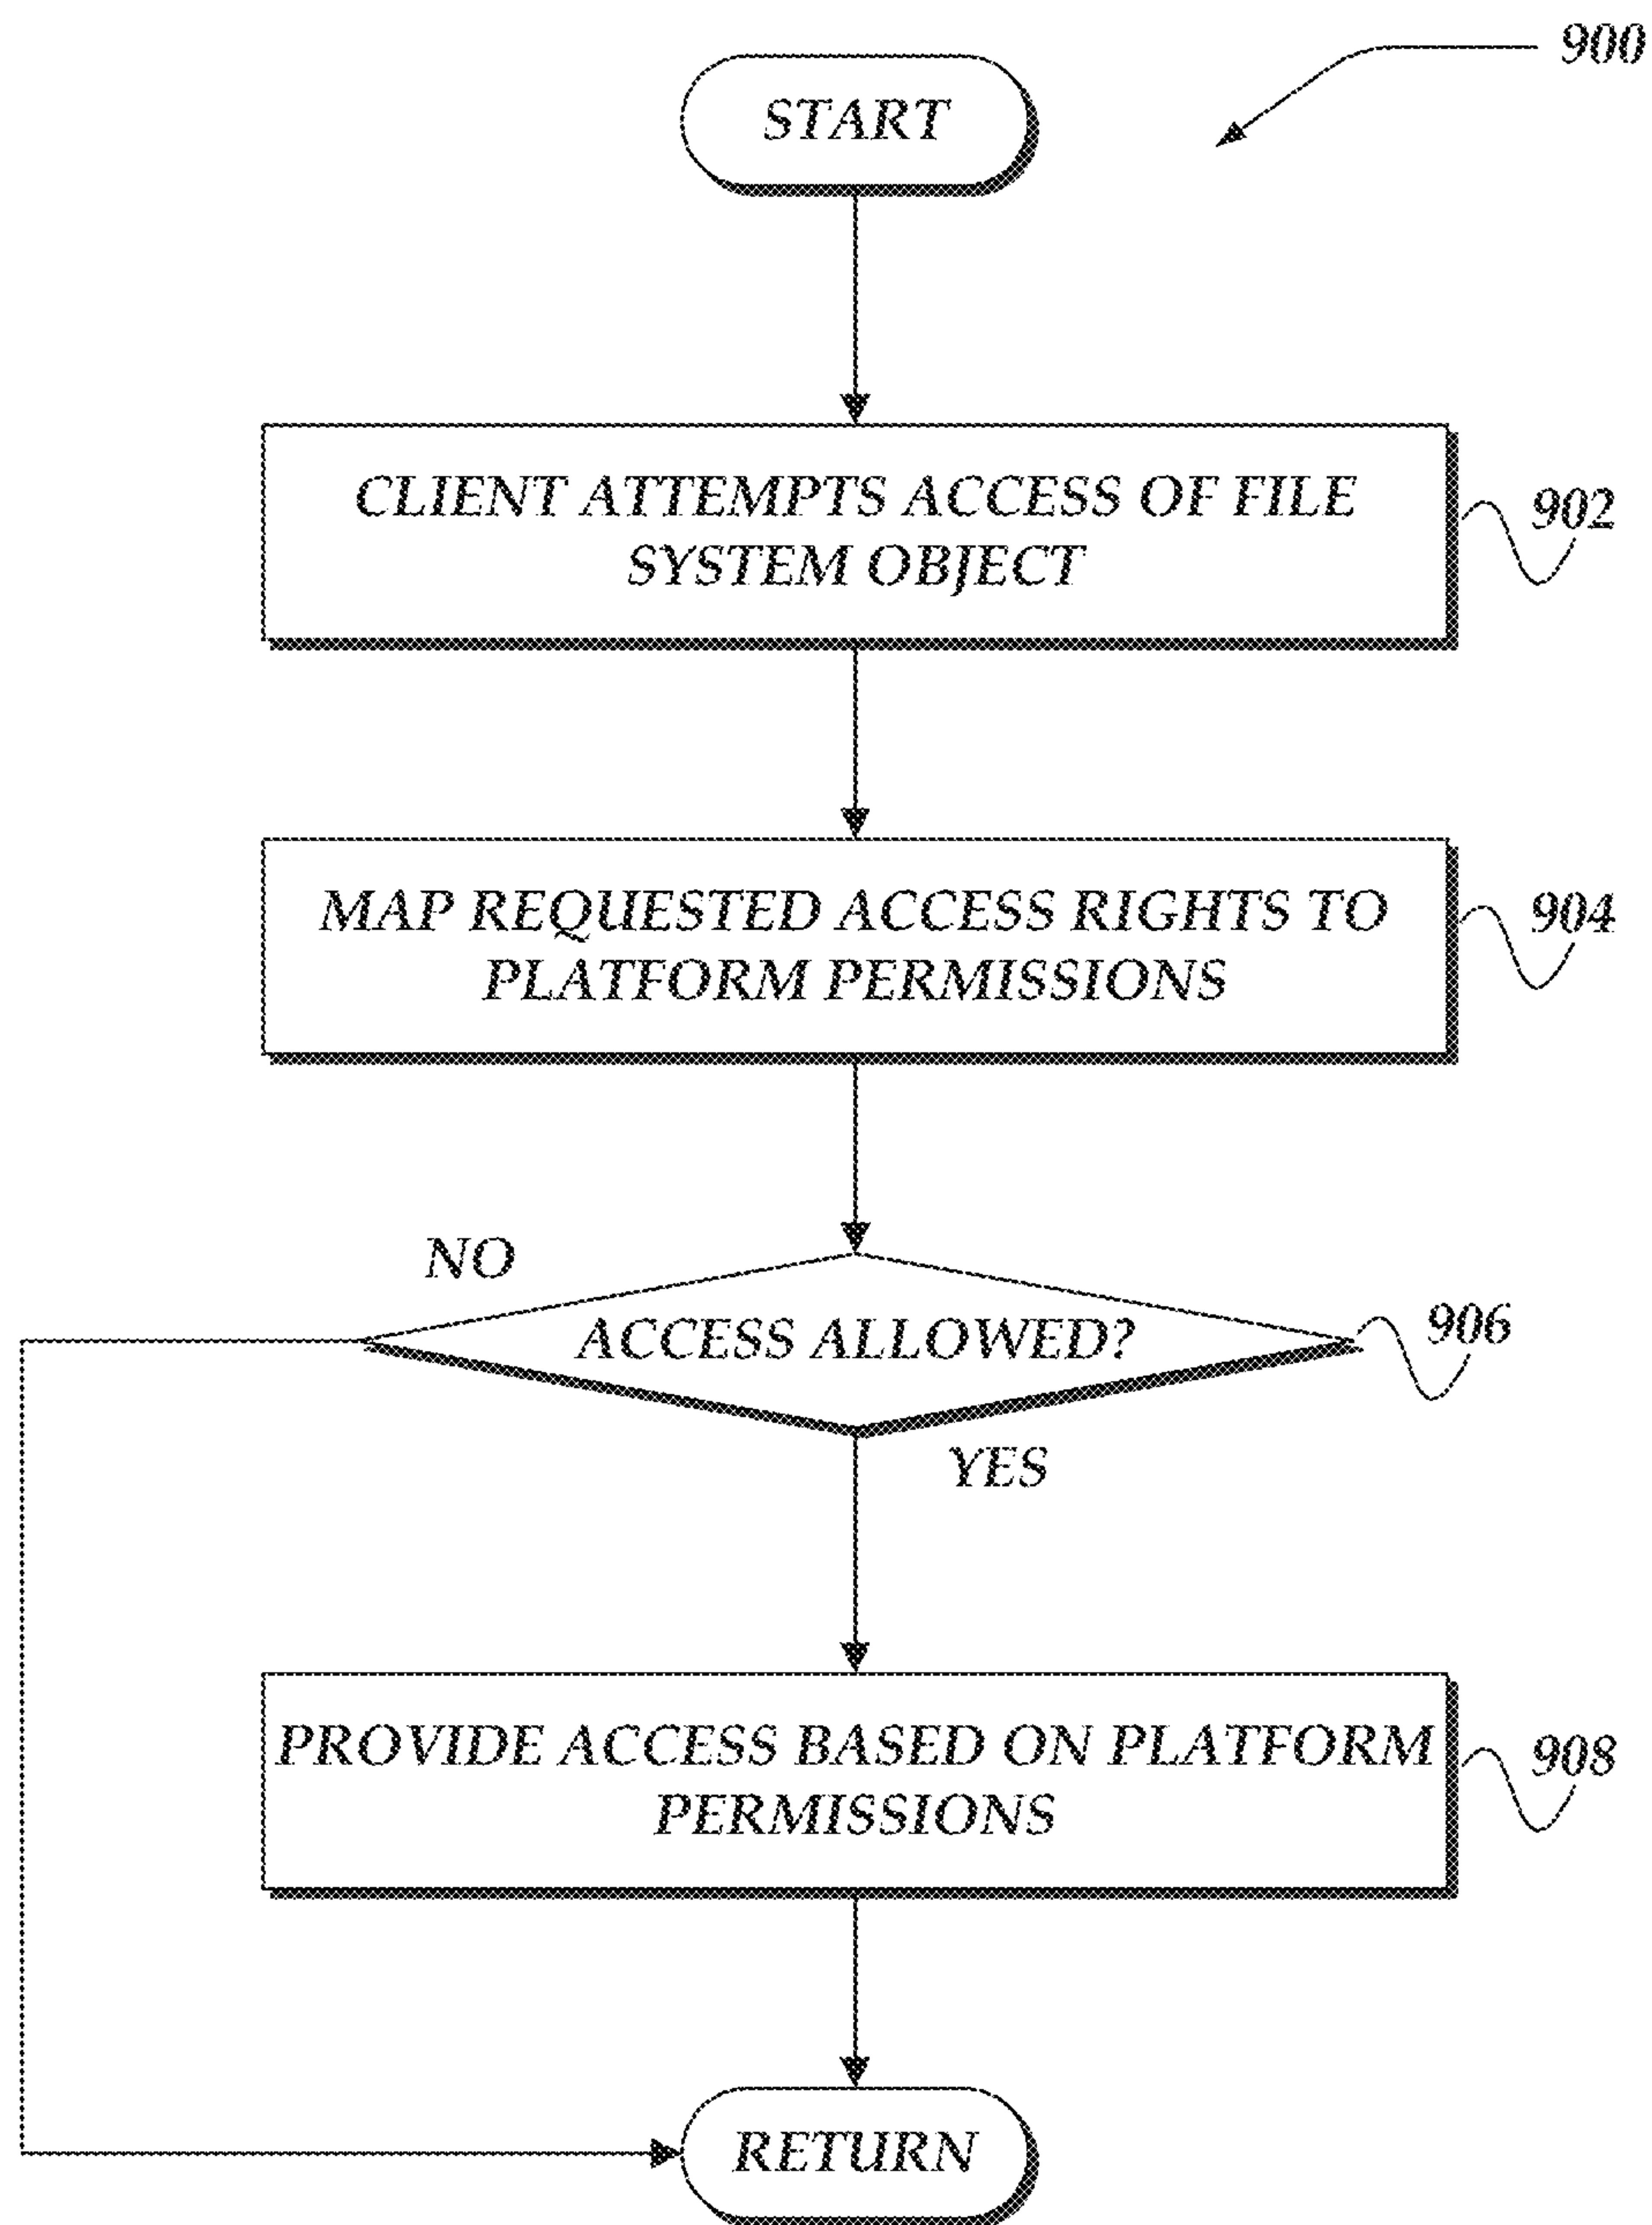 900
START
CLIENT ATTEMPTS ACCESS OF FILE
SYSTEM OBJECT
902
MAP REQUESTED ACCESS RIGHTS TO
PLATFORM PERMISSIONS
904
NO
ACCESS ALLOWED?
906
YES
PROVIDE ACCESS BASED ON PLATFORM
PERMISSIONS
908
RETURN